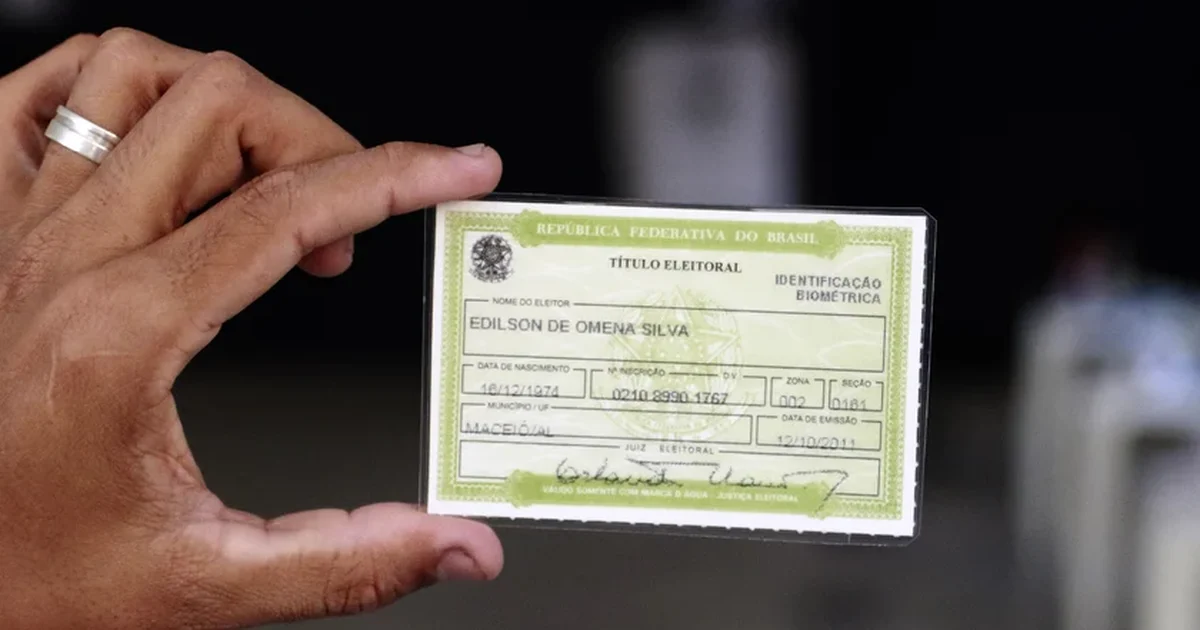 REPÚBLICA FEDERATIVA DO BRASIL
TÍTULO ELEITORAL
IDENTIFICAÇÃO
BIOMÉTRICA
NOME DO ELEITOR
EDILSON DE OMENA SILVA
DATA DE NASCIMENTO Nº INSCRIÇÃO D.V. ZONA SEÇÃO
16/12/1974 0210 8990 1767 002 0161
MUNICÍPIO / UF DATA DE EMISSÃO
MACEIÓ/AL 12/10/2011
JUIZ ELEITORAL
VÁLIDO SOMENTE COM MARCA D'ÁGUA - JUSTIÇA ELEITORAL